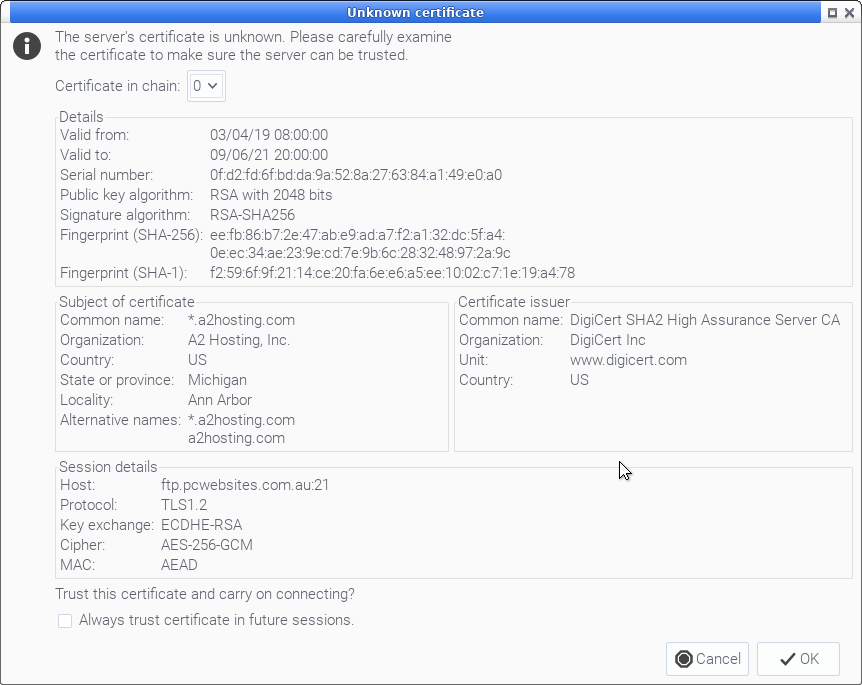 Unknown certificate
The server's certificate is unknown. Please carefully examine
the certificate to make sure the server can be trusted.
Certificate in chain: 0
Details
Valid from: 03/04/19 08:00:00
Valid to: 09/06/21 20:00:00
Serial number: 0f:d2:fd:6f:bd:da:9a:52:8a:27:63:84:a1:49:e0:a0
Public key algorithm: RSA with 2048 bits
Signature algorithm: RSA-SHA256
Fingerprint (SHA-256): ee:fb:86:b7:2e:47:ab:e9:ad:a7:f2:a1:32:dc:5f:a4:
0e:ec:34:ae:23:9e:cd:7e:9b:6c:28:32:48:97:2a:9c
Fingerprint (SHA-1): f2:59:6f:9f:21:14:ce:20:fa:6e:e6:a5:ee:10:02:c7:1e:19:a4:78
Subject of certificate
Common name: *.a2hosting.com
Organization: A2 Hosting, Inc.
Country: US
State or province: Michigan
Locality: Ann Arbor
Alternative names: *.a2hosting.com
a2hosting.com
Certificate issuer
Common name: DigiCert SHA2 High Assurance Server CA
Organization: DigiCert Inc
Unit: www.digicert.com
Country: US
Session details
Host: ftp.pcwebsites.com.au:21
Protocol: TLS1.2
Key exchange: ECDHE-RSA
Cipher: AES-256-GCM
MAC: AEAD
Trust this certificate and carry on connecting?
Always trust certificate in future sessions.
Cancel
OK